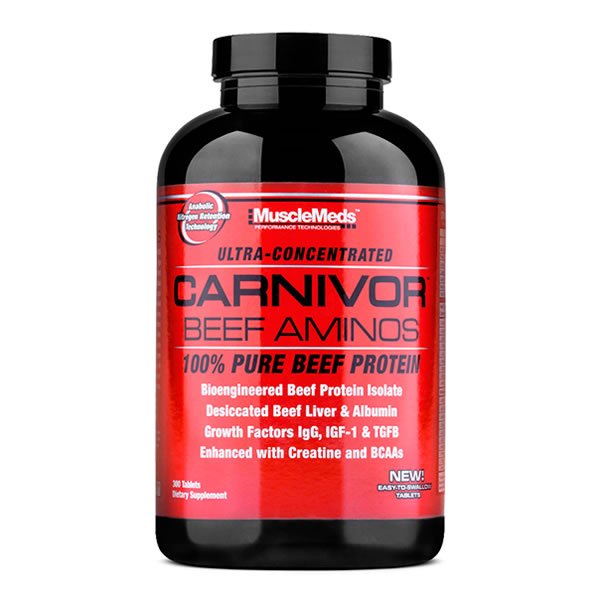 Anabolic
Nitrogen Retention
Technology
MuscleMeds™
PERFORMANCE TECHNOLOGIES
ULTRA-CONCENTRATED
CARNIVOR™
BEEF AMINOS
100% PURE BEEF PROTEIN
Bioengineered Beef Protein Isolate
Desiccated Beef Liver & Albumin
Growth Factors IgG, IGF-1 & TGFB
Enhanced with Creatine and BCAAs
300 Tablets
Dietary Supplement
NEW!
EASY-TO-SWALLOW
TABLETS